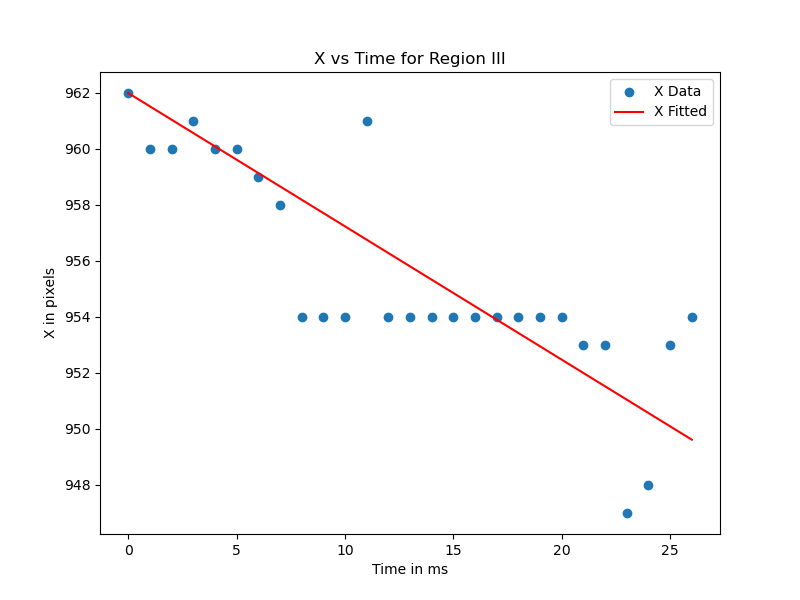 X vs Time for Region III
X Data
X Fitted
962
960
958
956
954
952
950
948
X in pixels
0 5 10 15 20 25
Time in ms